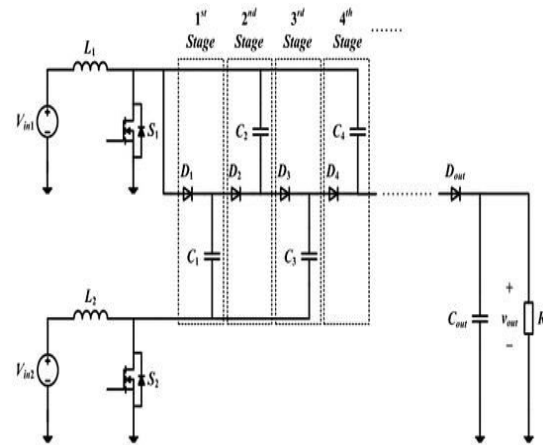 1st 2nd 3rd 4th
Stage Stage Stage Stage
L1
Vin1
S1
C2
C4
D1 D2 D3 D4 Dout
C1
C3
L2
Cout
+
vout
−
R
Vin2
S2